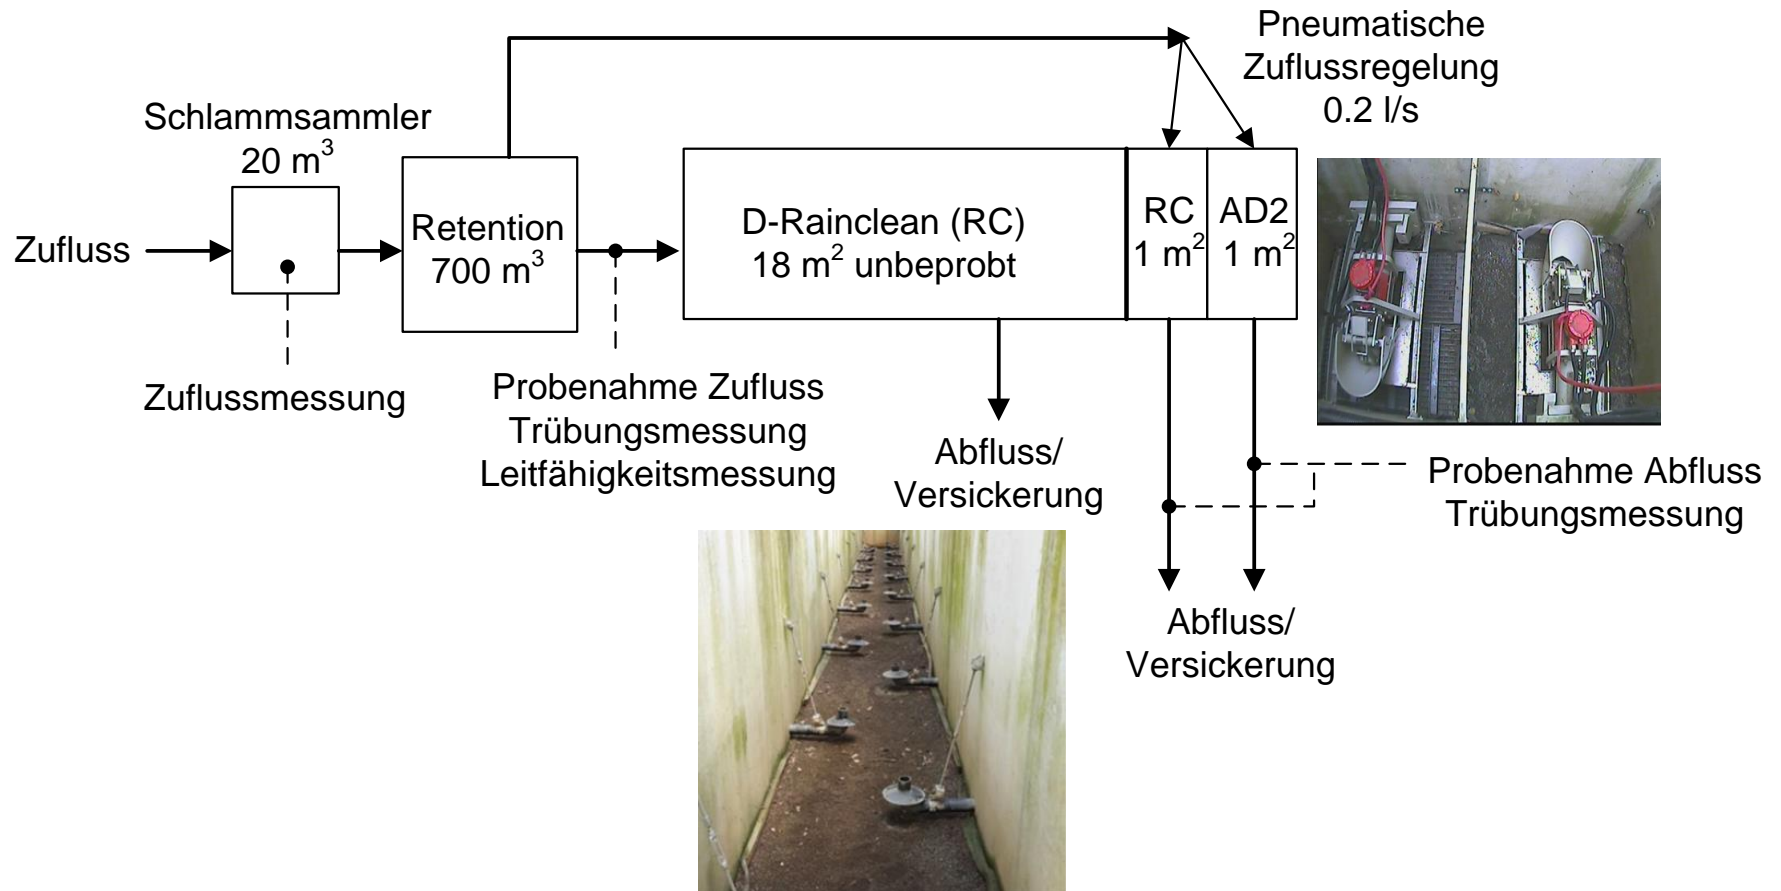 Pneumatische
Zuflussregelung
0.2 l/s
Schlammsammler
20 m³
Zufluss
Retention
700 m³
D-Rainclean (RC)
18 m² unbeprobt
RC
1 m²
AD2
1 m²
Zuflussmessung
Probenahme Zufluss
Trübungsmessung
Leitfähigkeitsmessung
Abfluss/
Versickerung
Probenahme Abfluss
Trübungsmessung
Abfluss/
Versickerung